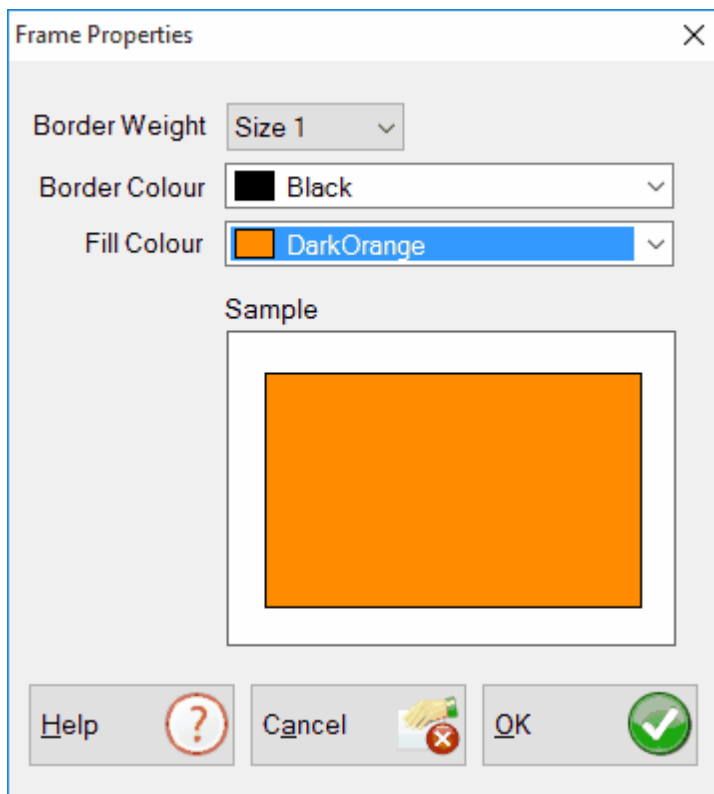 Frame Properties
Border Weight Size 1
Border Colour Black
Fill Colour DarkOrange
Sample
Help ? Cancel OK